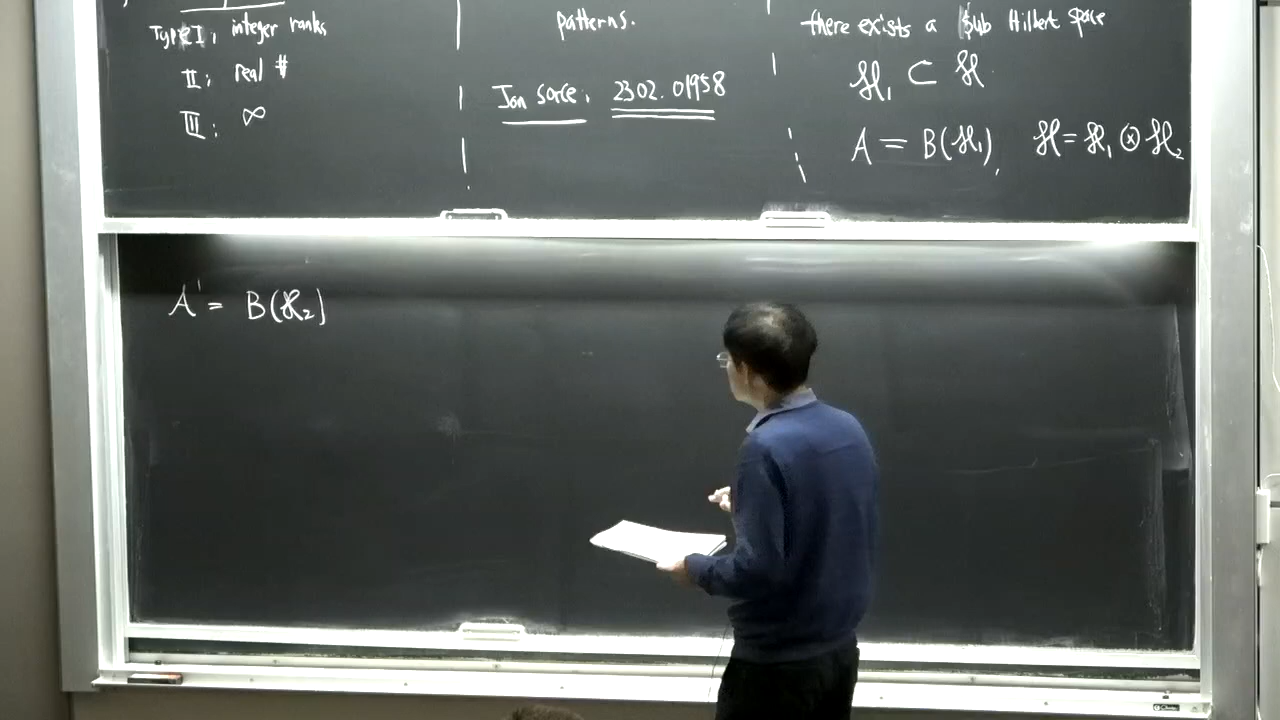 Type I; integer ranks
II; real #
III: ∞
patterns.
Jon Sorce, 2302.01958
there exists a Sub Hilbert space
ℋ₁ ⊂ ℋ
A = B(ℋ₁), ℋ = ℋ₁ ⊗ ℋ₂
A' = B(ℋ₂)